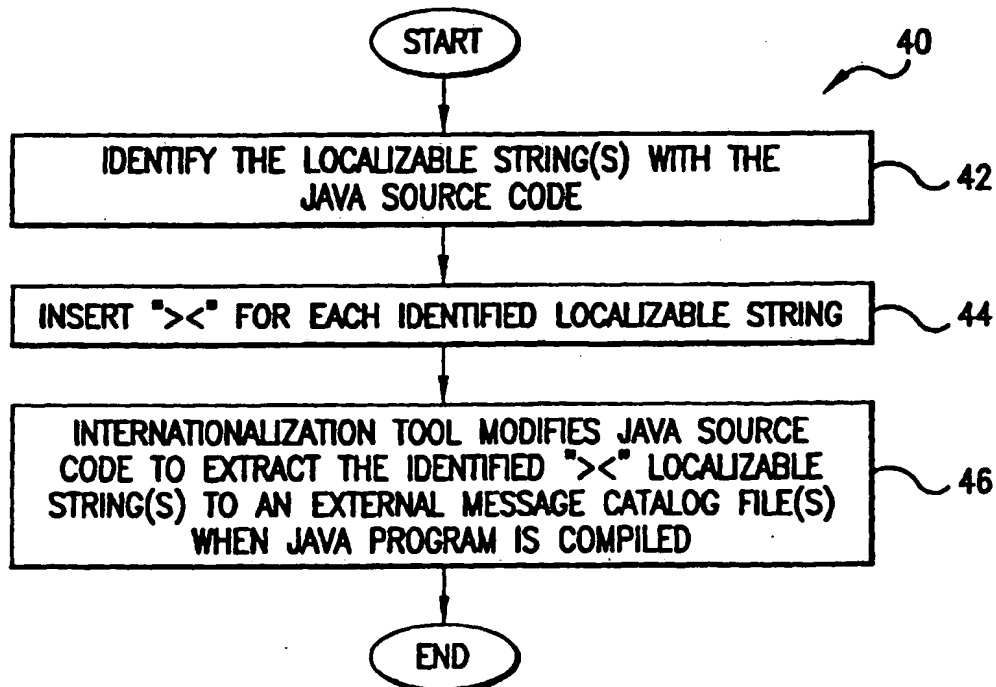 START
40
IDENTIFY THE LOCALIZABLE STRING(S) WITH THE
JAVA SOURCE CODE
42
INSERT "><" FOR EACH IDENTIFIED LOCALIZABLE STRING
44
INTERNATIONALIZATION TOOL MODIFIES JAVA SOURCE
CODE TO EXTRACT THE IDENTIFIED "><" LOCALIZABLE
STRING(S) TO AN EXTERNAL MESSAGE CATALOG FILE(S)
WHEN JAVA PROGRAM IS COMPILED
46
END